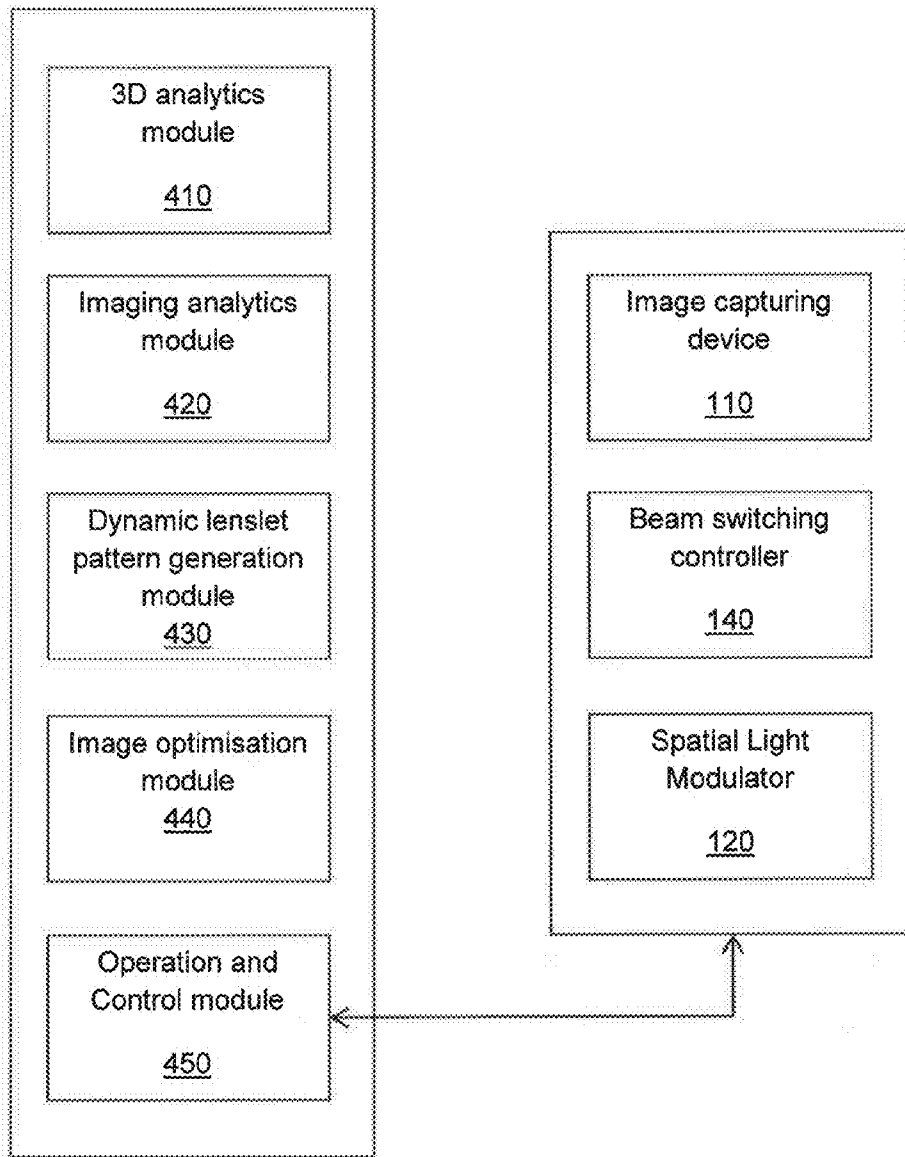 3D analytics
module
410
Imaging analytics
module
420
Dynamic lenslet
pattern generation
module
430
Image optimisation
module
440
Operation and
Control module
450
Image capturing
device
110
Beam switching
controller
140
Spatial Light
Modulator
120